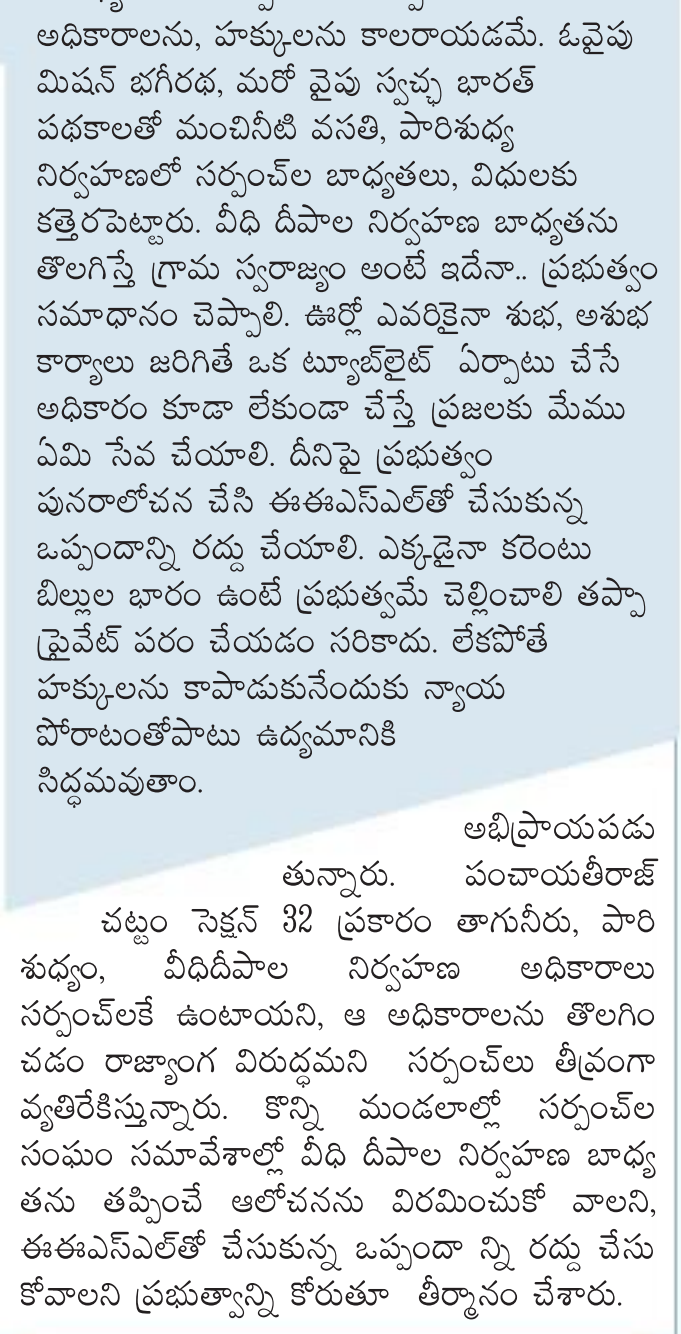 అధికారాలను, హక్కులను కాలరాయడమే. ఓవైపు
మిషన్ భగీరథ, మరో వైపు స్వచ్ఛ భారత్
పథకాలతో మంచినీటి వసతి, పారిశుధ్య
నిర్వహణలో సర్పంచ్‌ల బాధ్యతలు, విధులకు
కత్తెరపెట్టారు. వీధి దీపాల నిర్వహణ బాధ్యతను
తొలగిస్తే గ్రామ స్వరాజ్యం అంటే ఇదేనా.. ప్రభుత్వం
సమాధానం చెప్పాలి. ఊర్లో ఎవరికైనా శుభ, అశుభ
కార్యాలు జరిగితే ఒక ట్యూబ్‌లైట్ ఏర్పాటు చేసే
అధికారం కూడా లేకుండా చేస్తే ప్రజలకు మేము
ఏమి సేవ చేయాలి. దీనిపై ప్రభుత్వం
పునరాలోచన చేసి ఈఈఎస్ఎల్‌తో చేసుకున్న
ఒప్పందాన్ని రద్దు చేయాలి. ఎక్కడైనా కరెంటు
బిల్లుల భారం ఉంటే ప్రభుత్వమే చెల్లించాలి తప్పా
ప్రైవేట్ పరం చేయడం సరికాదు. లేకపోతే
హక్కులను కాపాడుకునేందుకు న్యాయ
పోరాటంతోపాటు ఉద్యమానికి
సిద్ధమవుతాం.
అభిప్రాయపడు
తున్నారు. పంచాయతీరాజ్
చట్టం సెక్షన్ 32 ప్రకారం తాగునీరు, పారి
శుధ్యం, వీధిదీపాల నిర్వహణ అధికారాలు
సర్పంచ్‌లకే ఉంటాయని, ఆ అధికారాలను తొలగిం
చడం రాజ్యాంగ విరుద్ధమని సర్పంచ్‌లు తీవ్రంగా
వ్యతిరేకిస్తున్నారు. కొన్ని మండలాల్లో సర్పంచ్‌ల
సంఘం సమావేశాల్లో వీధి దీపాల నిర్వహణ బాధ్య
తను తప్పించే ఆలోచనను విరమించుకో వాలని,
ఈఈఎస్ఎల్‌తో చేసుకున్న ఒప్పందా న్ని రద్దు చేసు
కోవాలని ప్రభుత్వాన్ని కోరుతూ తీర్మానం చేశారు.